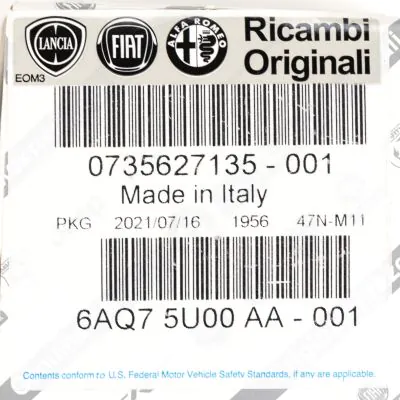 LANCIA FIAT ALFA ROMEO Ricambi
EOM3 Originali
0735627135 - 001
Made in Italy
PKG 2021/07/16 1956 47N-M11
6AQ7 5U00 AA - 001
Contents conform to U.S. Federal Motor Vehicle Safety Standards, if any are applicable.